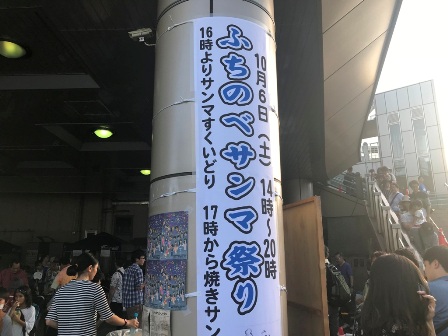 10月6日（土）14時～20時
ふちのべサンマ祭り
16時よりサンマすくいどり　17時から焼きサン